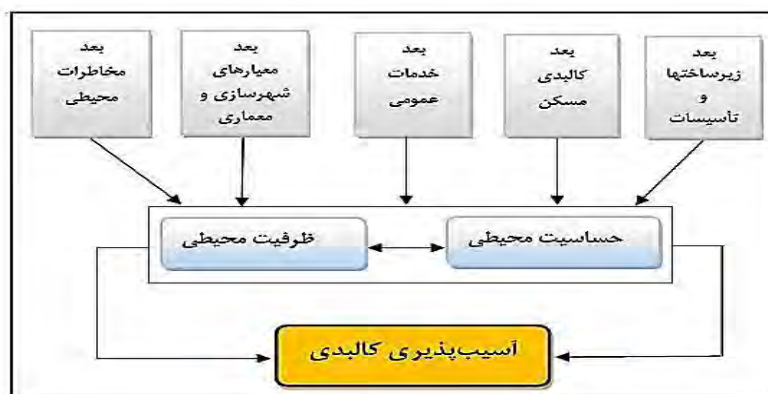 بعد
زیرساختها
و
تأسیسات
بعد
کالبدی
مسکن
بعد
خدمات
عمومی
بعد
معیارهای
شهرسازی و
معماری
بعد
مخاطرات
محیطی
حساسیت محیطی
ظرفیت محیطی
آسیب‌پذیری کالبدی